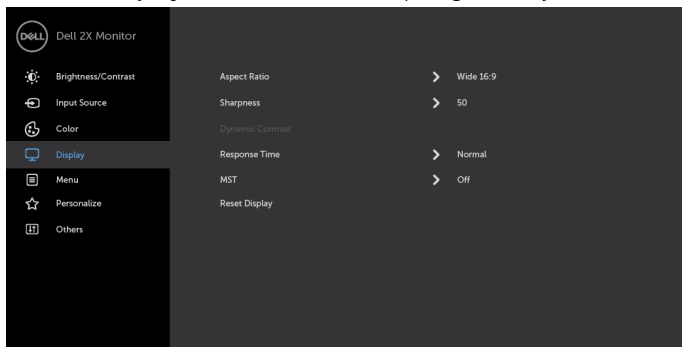 DELL Dell 2X Monitor
Brightness/Contrast
Input Source
Color
Display
Menu
Personalize
Others
Aspect Ratio > Wide 16:9
Sharpness > 50
Dynamic Contrast
Response Time > Normal
MST > Off
Reset Display